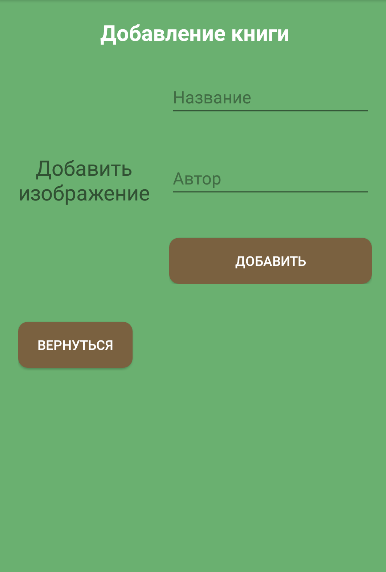 Добавление книги
Название
Добавить
изображение
Автор
ДОБАВИТЬ
ВЕРНУТЬСЯ